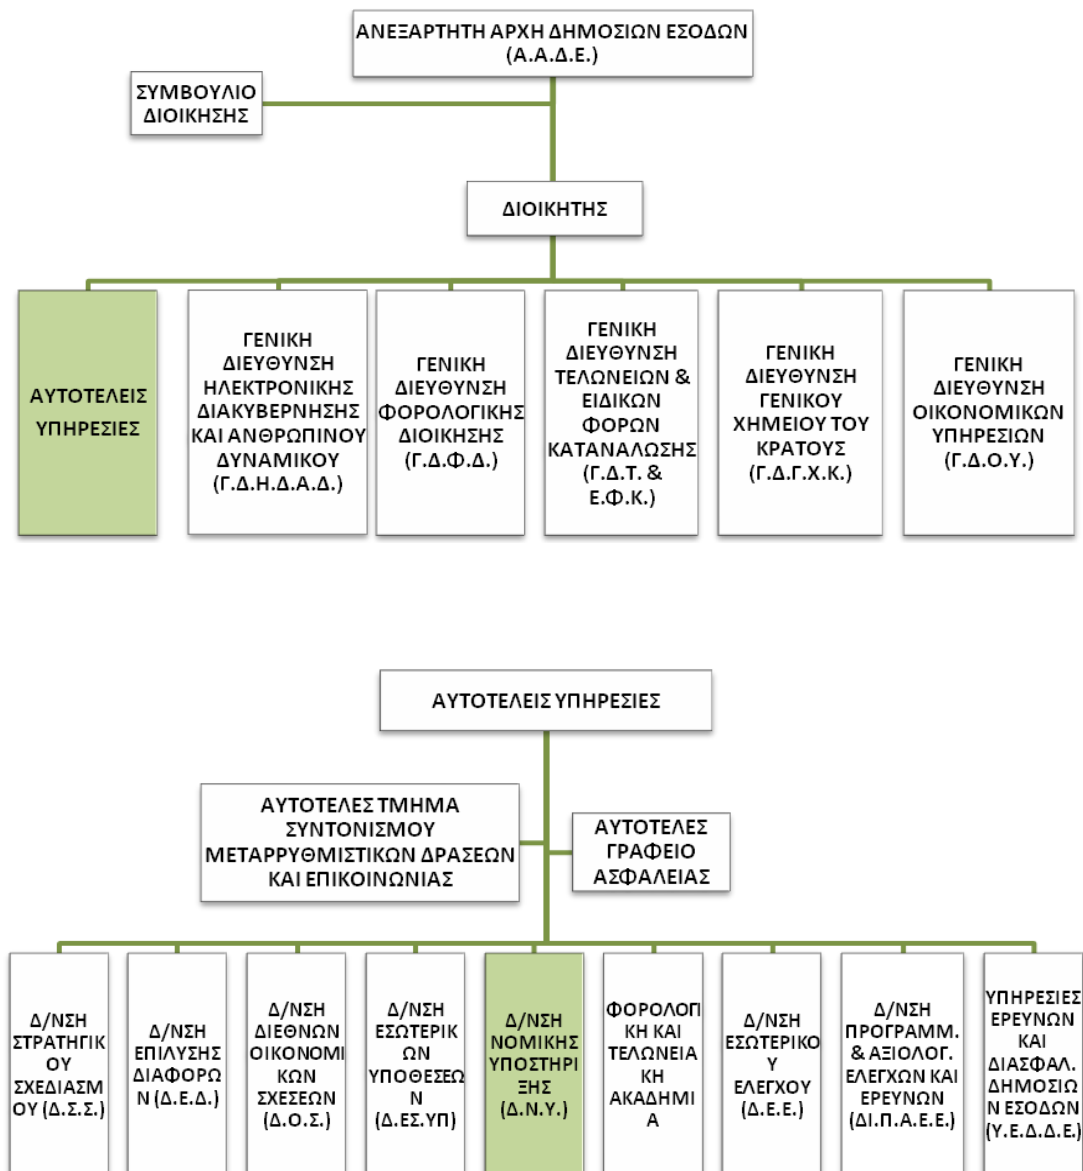 ΑΝΕΞΑΡΤΗΤΗ ΑΡΧΗ ΔΗΜΟΣΙΩΝ ΕΣΟΔΩΝ
(Α.Α.Δ.Ε.)
ΣΥΜΒΟΥΛΙΟ
ΔΙΟΙΚΗΣΗΣ
ΔΙΟΙΚΗΤΗΣ
ΑΥΤΟΤΕΛΕΙΣ
ΥΠΗΡΕΣΙΕΣ
ΓΕΝΙΚΗ
ΔΙΕΥΘΥΝΣΗ
ΗΛΕΚΤΡΟΝΙΚΗΣ
ΔΙΑΚΥΒΕΡΝΗΣΗΣ
ΚΑΙ ΑΝΘΡΩΠΙΝΟΥ
ΔΥΝΑΜΙΚΟΥ
(Γ.Δ.Η.Δ.Α.Δ.)
ΓΕΝΙΚΗ
ΔΙΕΥΘΥΝΣΗ
ΦΟΡΟΛΟΓΙΚΗΣ
ΔΙΟΙΚΗΣΗΣ
(Γ.Δ.Φ.Δ.)
ΓΕΝΙΚΗ
ΔΙΕΥΘΥΝΣΗ
ΤΕΛΩΝΕΙΩΝ &
ΕΙΔΙΚΩΝ
ΦΟΡΩΝ
ΚΑΤΑΝΑΛΩΣΗΣ
(Γ.Δ.Τ. &
Ε.Φ.Κ.)
ΓΕΝΙΚΗ
ΔΙΕΥΘΥΝΣΗ
ΓΕΝΙΚΟΥ
ΧΗΜΕΙΟΥ ΤΟΥ
ΚΡΑΤΟΥΣ
(Γ.Δ.Γ.Χ.Κ.)
ΓΕΝΙΚΗ
ΔΙΕΥΘΥΝΣΗ
ΟΙΚΟΝΟΜΙΚΩΝ
ΥΠΗΡΕΣΙΩΝ
(Γ.Δ.Ο.Υ.)
ΑΥΤΟΤΕΛΕΙΣ ΥΠΗΡΕΣΙΕΣ
ΑΥΤΟΤΕΛΕΣ ΤΜΗΜΑ
ΣΥΝΤΟΝΙΣΜΟΥ
ΜΕΤΑΡΡΥΘΜΙΣΤΙΚΩΝ ΔΡΑΣΕΩΝ
ΚΑΙ ΕΠΙΚΟΙΝΩΝΙΑΣ
ΑΥΤΟΤΕΛΕΣ
ΓΡΑΦΕΙΟ
ΑΣΦΑΛΕΙΑΣ
Δ/ΝΣΗ
ΣΤΡΑΤΗΓΙΚ
ΟΥ
ΣΧΕΔΙΑΣΜ
ΟΥ (Δ.Σ.Σ.)
Δ/ΝΣΗ
ΕΠΙΛΥΣΗΣ
ΔΙΑΦΟΡΩ
Ν (Δ.Ε.Δ.)
Δ/ΝΣΗ
ΔΙΕΘΝΩΝ
ΟΙΚΟΝΟΜΙ
ΚΩΝ
ΣΧΕΣΕΩΝ
(Δ.Ο.Σ.)
Δ/ΝΣΗ
ΕΣΩΤΕΡΙΚ
ΩΝ
ΥΠΟΘΕΣΕΩ
Ν
(Δ.ΕΣ.ΥΠ)
Δ/ΝΣΗ
ΝΟΜΙΚΗΣ
ΥΠΟΣΤΗΡΙ
ΞΗΣ
(Δ.Ν.Υ.)
ΦΟΡΟΛΟΓΙ
ΚΗ ΚΑΙ
ΤΕΛΩΝΕΙΑ
ΚΗ
ΑΚΑΔΗΜΙ
Α
Δ/ΝΣΗ
ΕΣΩΤΕΡΙΚΟ
Υ
ΕΛΕΓΧΟΥ
(Δ.Ε.Ε.)
Δ/ΝΣΗ
ΠΡΟΓΡΑΜΜ.
& ΑΞΙΟΛΟΓ.
ΕΛΕΓΧΩΝ ΚΑΙ
ΕΡΕΥΝΩΝ
(ΔΙ.Π.Α.Ε.Ε.)
ΥΠΗΡΕΣΙΕΣ
ΕΡΕΥΝΩΝ
ΚΑΙ
ΔΙΑΣΦΑΛ.
ΔΗΜΟΣΙΩ
Ν ΕΣΟΔΩΝ
(Υ.Ε.Δ.Δ.Ε.)